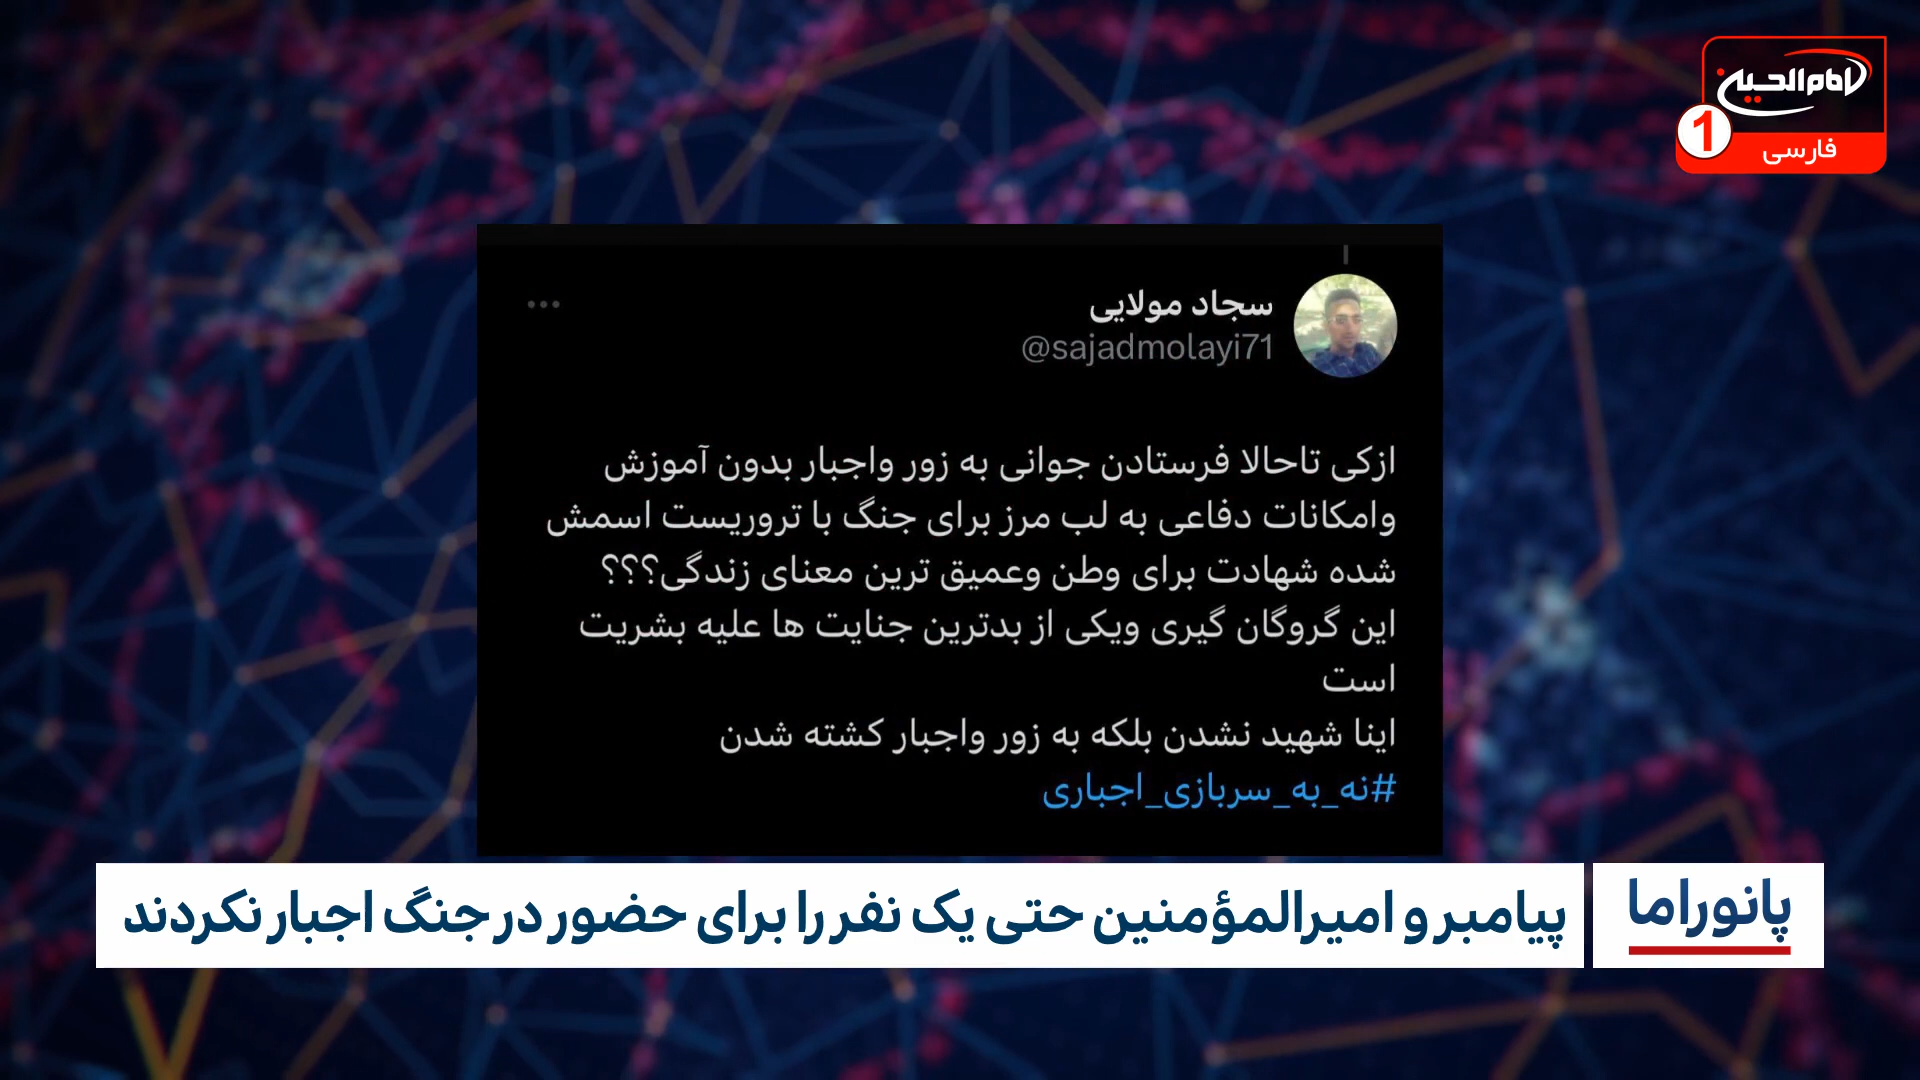 امام الحسین
1
فارسی
سجاد مولایی
@sajadmolayi71
ازکی تاحالا فرستادن جوانی به زور واجبار بدون آموزش
وامکانات دفاعی به لب مرز برای جنگ با تروریست اسمش
شده شهادت برای وطن وعمیق ترین معنای زندگی؟؟؟
این گروگان گیری ویکی از بدترین جنایت ها علیه بشریت
است
اینا شهید نشدن بلکه به زور واجبار کشته شدن
#نه_به_سربازی_اجباری
پانوراما
پیامبر و امیرالمؤمنین حتی یک نفر را برای حضور در جنگ اجبار نکردند